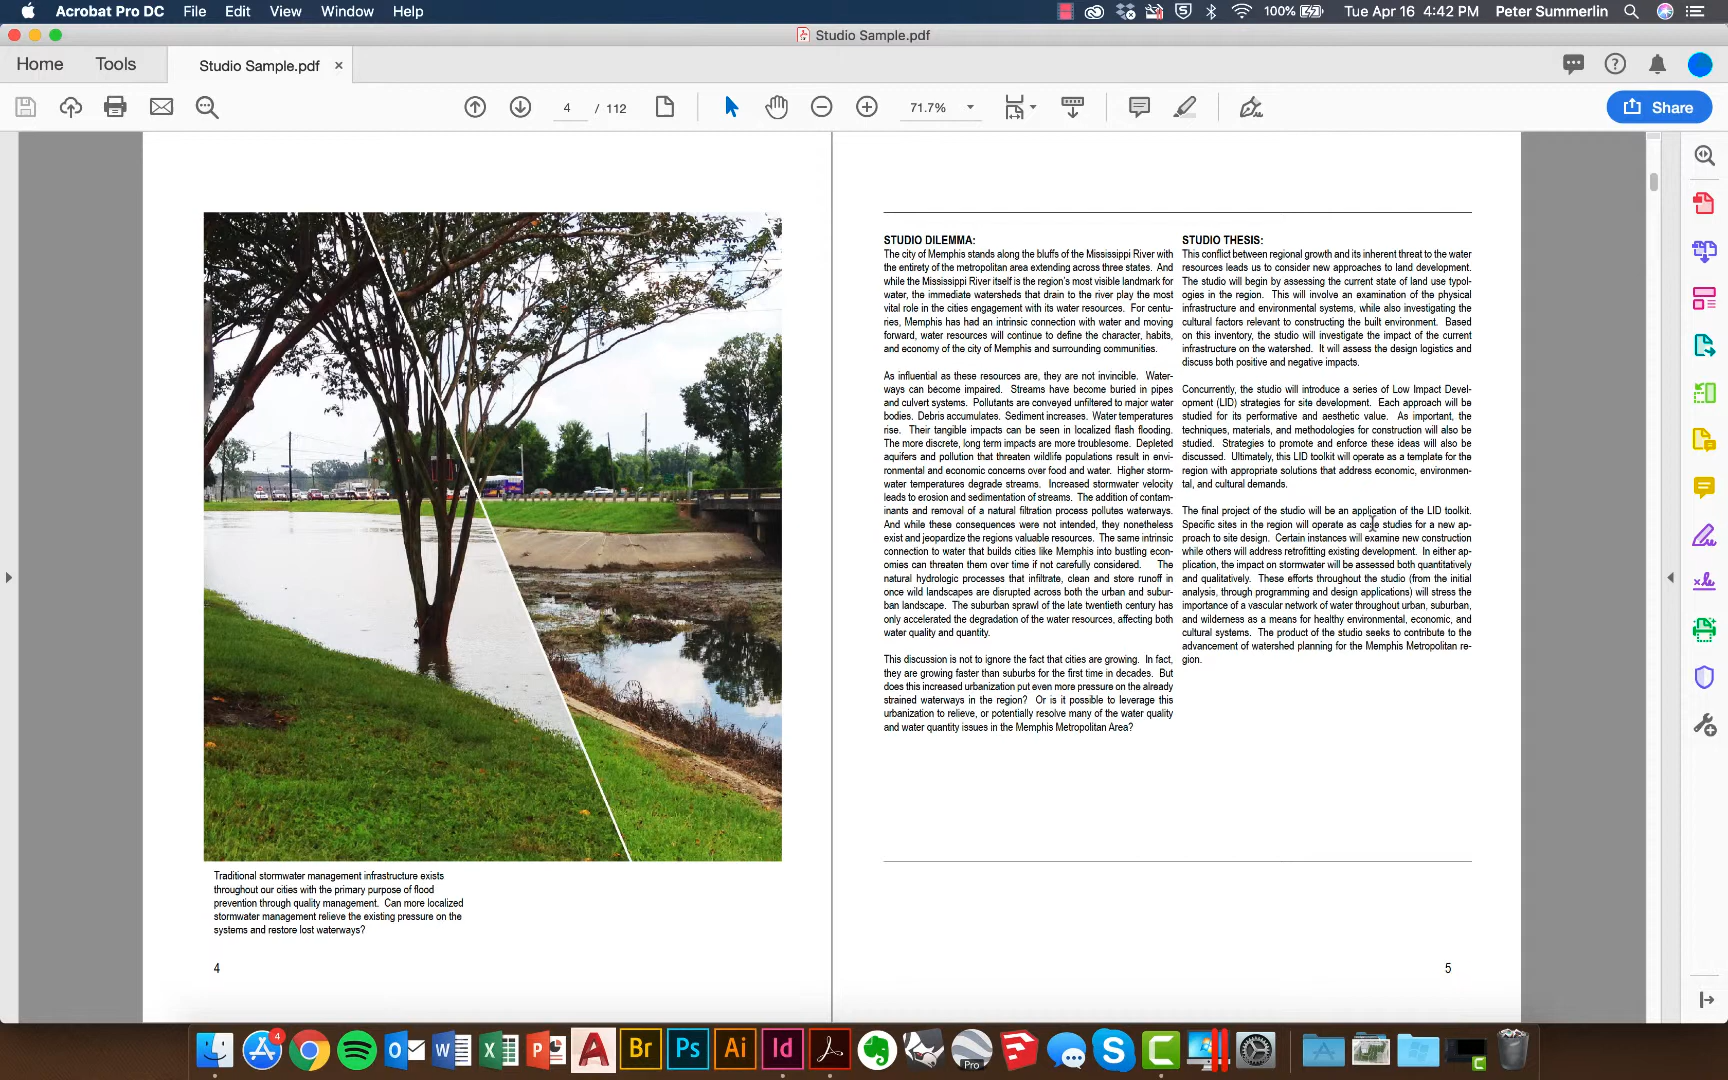 Acrobat Pro DC File Edit View Window Help 100% Tue Apr 16 4:42 PM Peter Summerlin
Studio Sample.pdf
Home Tools Studio Sample.pdf ×
4 / 112 71.7% Share
STUDIO DILEMMA:
The city of Memphis stands along the bluffs of the Mississippi River with
the entirety of the metropolitan area extending across three states. And
while the Mississippi River itself is the region's most visible landmark for
water, the immediate watersheds that drain to the river play the most
vital role in the cities engagement with its water resources. For centu-
ries, Memphis has had an intrinsic connection with water and moving
forward, water resources will continue to define the character, habits,
and economy of the city of Memphis and surrounding communities.
As influential as these resources are, they are not invincible. Water-
ways can become impaired. Streams have become buried in pipes
and culvert systems. Pollutants are conveyed unfiltered to major water
bodies. Debris accumulates. Sediment increases. Water temperatures
rise. Their tangible impacts can be seen in localized flash flooding.
The more discrete, long term impacts are more troublesome. Depleted
aquifers and pollution that threaten wildlife populations result in envi-
ronmental and economic concerns over food and water. Higher storm-
water temperatures degrade streams. Increased stormwater velocity
leads to erosion and sedimentation of streams. The addition of contam-
inants and removal of a natural filtration process pollutes waterways.
And while these consequences were not intended, they nonetheless
exist and jeopardize the regions valuable resources. The same intrinsic
connection to water that builds cities like Memphis into bustling econ-
omies can threaten them over time if not carefully considered. The
natural hydrologic processes that infiltrate, clean and store runoff in
once wild landscapes are disrupted across both the urban and subur-
ban landscape. The suburban sprawl of the late twentieth century has
only accelerated the degradation of the water resources, affecting both
water quality and quantity.
This discussion is not to ignore the fact that cities are growing. In fact,
they are growing faster than suburbs for the first time in decades. But
does this increased urbanization put even more pressure on the already
strained waterways in the region? Or is it possible to leverage this
urbanization to relieve, or potentially resolve many of the water quality
and water quantity issues in the Memphis Metropolitan Area?
STUDIO THESIS:
This conflict between regional growth and its inherent threat to the water
resources leads us to consider new approaches to land development.
The studio will begin by assessing the current state of land use typol-
ogies in the region. This will involve an examination of the physical
infrastructure and environmental systems, while also investigating the
cultural factors relevant to constructing the built environment. Based
on this inventory, the studio will investigate the impact of the current
infrastructure on the watershed. It will assess the design logistics and
discuss both positive and negative impacts.
Concurrently, the studio will introduce a series of Low Impact Devel-
opment (LID) strategies for site development. Each approach will be
studied for its performative and aesthetic value. As important, the
techniques, materials, and methodologies for construction will also be
studied. Strategies to promote and enforce these ideas will also be
discussed. Ultimately, this LID toolkit will operate as a template for the
region with appropriate solutions that address economic, environmen-
tal, and cultural demands.
The final project of the studio will be an application of the LID toolkit.
Specific sites in the region will operate as case studies for a new ap-
proach to site design. Certain instances will examine new construction
while others will address retrofitting existing development. In either ap-
plication, the impact on stormwater will be assessed both quantitatively
and qualitatively. These efforts throughout the studio (from the initial
analysis, through programming and design applications) will stress the
importance of a vascular network of water throughout urban, suburban,
and wilderness as a means for healthy environmental, economic, and
cultural systems. The product of the studio seeks to contribute to the
advancement of watershed planning for the Memphis Metropolitan re-
gion.
Traditional stormwater management infrastructure exists
throughout our cities with the primary purpose of flood
prevention through quality management. Can more localized
stormwater management relieve the existing pressure on the
systems and restore lost waterways?
4
5
4 Br Ps Ai Id Pro